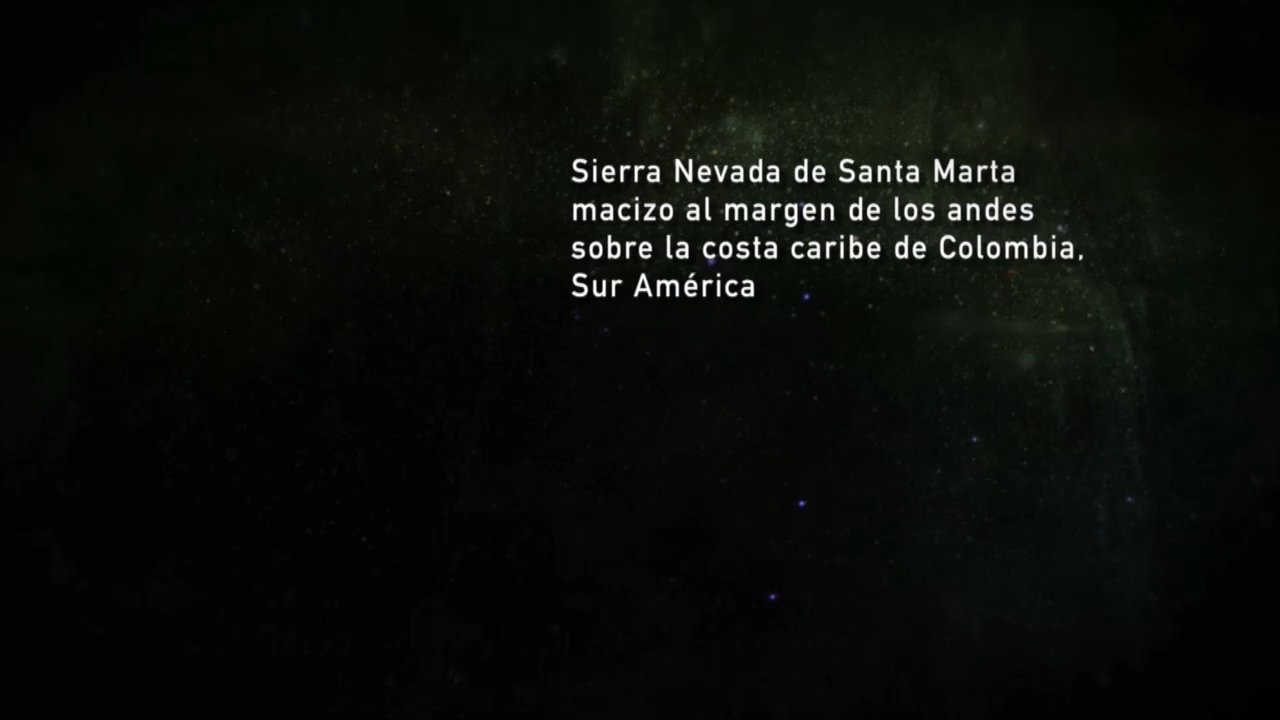 Sierra Nevada de Santa Marta
macizo al margen de los andes
sobre la costa caribe de Colombia,
Sur América